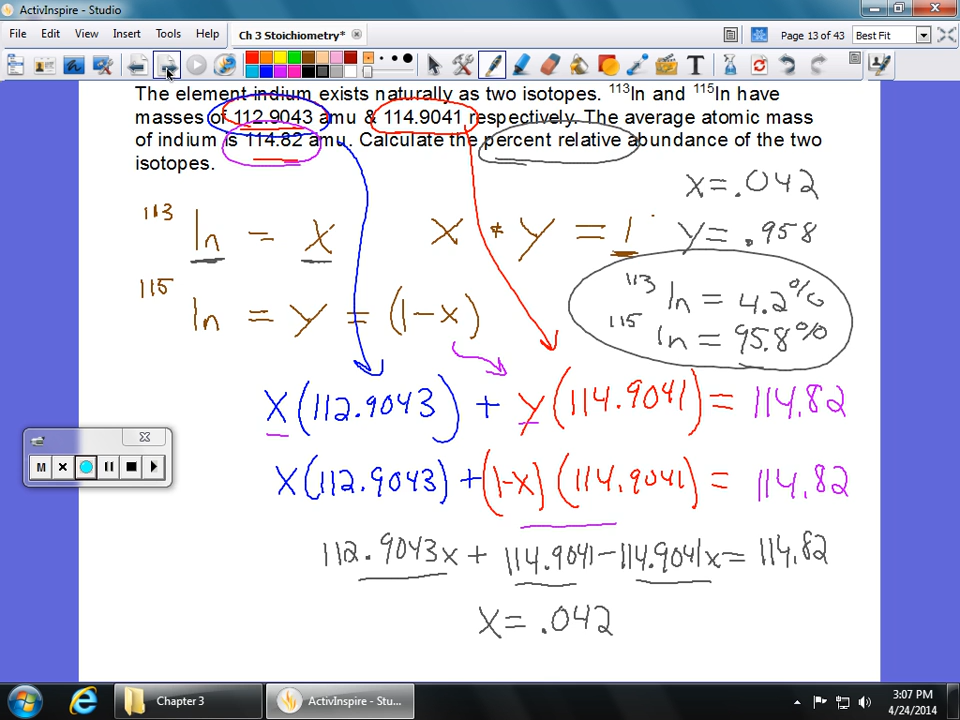 ActivInspire - Studio
File Edit View Insert Tools Help Ch 3 Stoichiometry* Page 13 of 43 Best Fit
The element indium exists naturally as two isotopes. ¹¹³In and ¹¹⁵In have
masses of 112.9043 amu & 114.9041 respectively. The average atomic mass
of indium is 114.82 amu. Calculate the percent relative abundance of the two
isotopes.
x = .042
¹¹³In = x
x + y = 1
y = .958
¹¹³In = 4.2%
¹¹⁵In = y = (1-x)
¹¹⁵In = 95.8%
x(112.9043) + y(114.9041) = 114.82
x(112.9043) + (1-x)(114.9041) = 114.82
112.9043x + 114.9041 - 114.9041x = 114.82
x = .042
M
Chapter 3
ActivInspire - Stu...
3:07 PM
4/24/2014